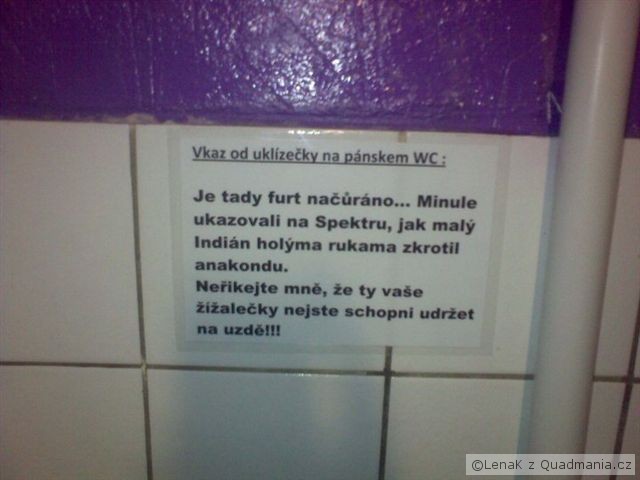 Vkaz od uklízečky na pánskem WC :
Je tady furt načůráno... Minule
ukazovali na Spektru, jak malý
Indián holýma rukama zkrotil
anakondu.
Neřikejte mně, že ty vaše
žížalečky nejste schopni udržet
na uzdě!!!
©LenaK z Quadmania.cz